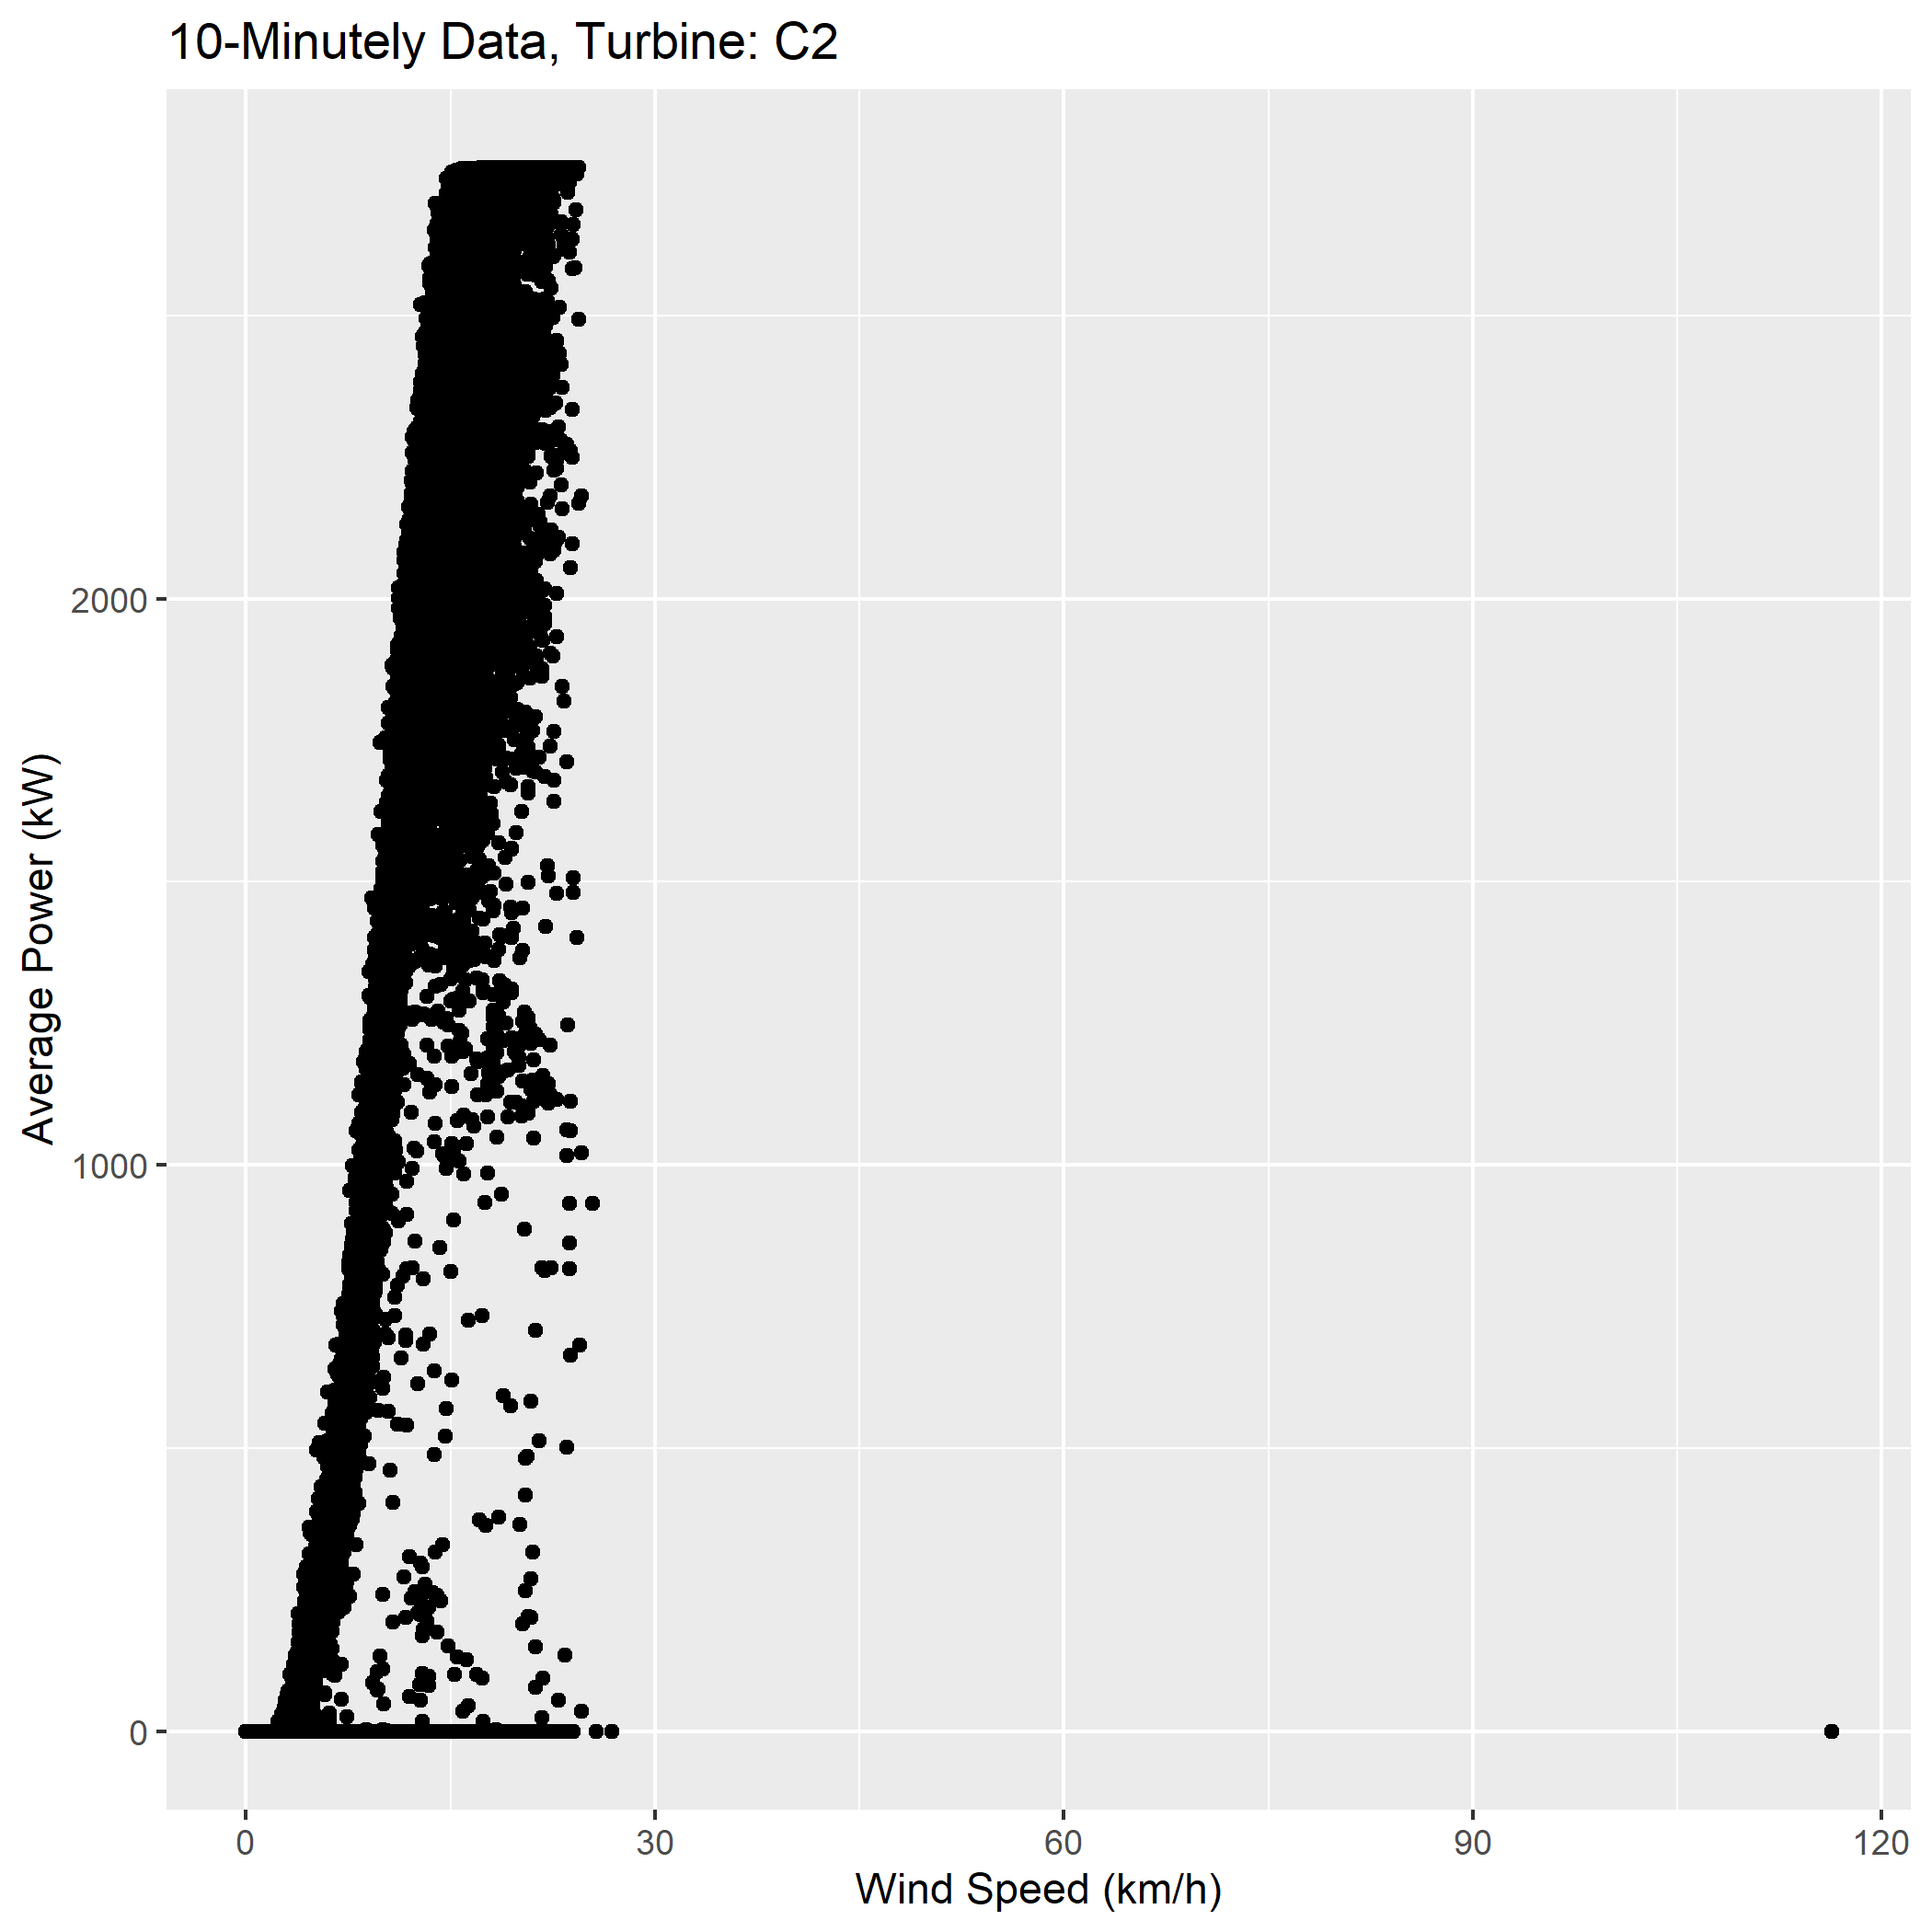 10-Minutely Data, Turbine: C2
Average Power (kW)
2000
1000
0
0 30 60 90 120
Wind Speed (km/h)